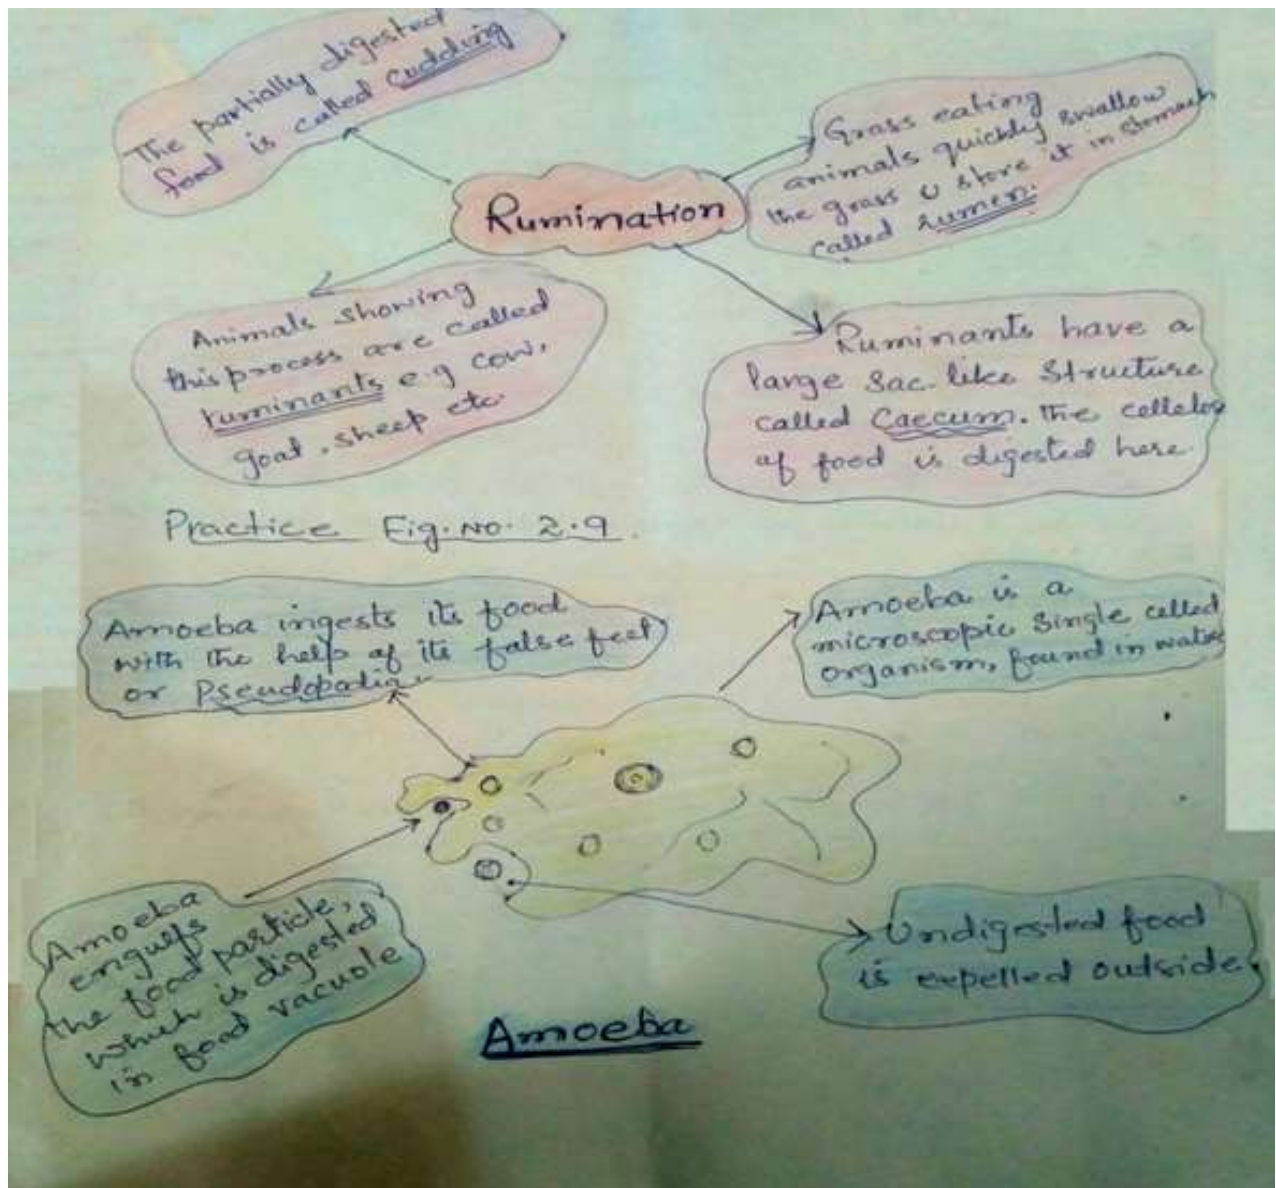 The partially digested
food is called Cudding
Rumination
Grass eating
animals quickly swallow
the grass & store it in stomach
called rumen.
Animals showing
this process are called
ruminants e.g cow,
goat, sheep etc.
Ruminants have a
large sac like structure
called Caecum. The
of food is digested here.
Practice Fig. No. 2.9.
Amoeba ingests its food
with the help of its false feet
or
Amoeba is a
microscopic single celled
organism, found in water
Amoeba
engulfs
the food particle,
which is digested
in food vacuole
Undigested food
is expelled outside.
Amoeba